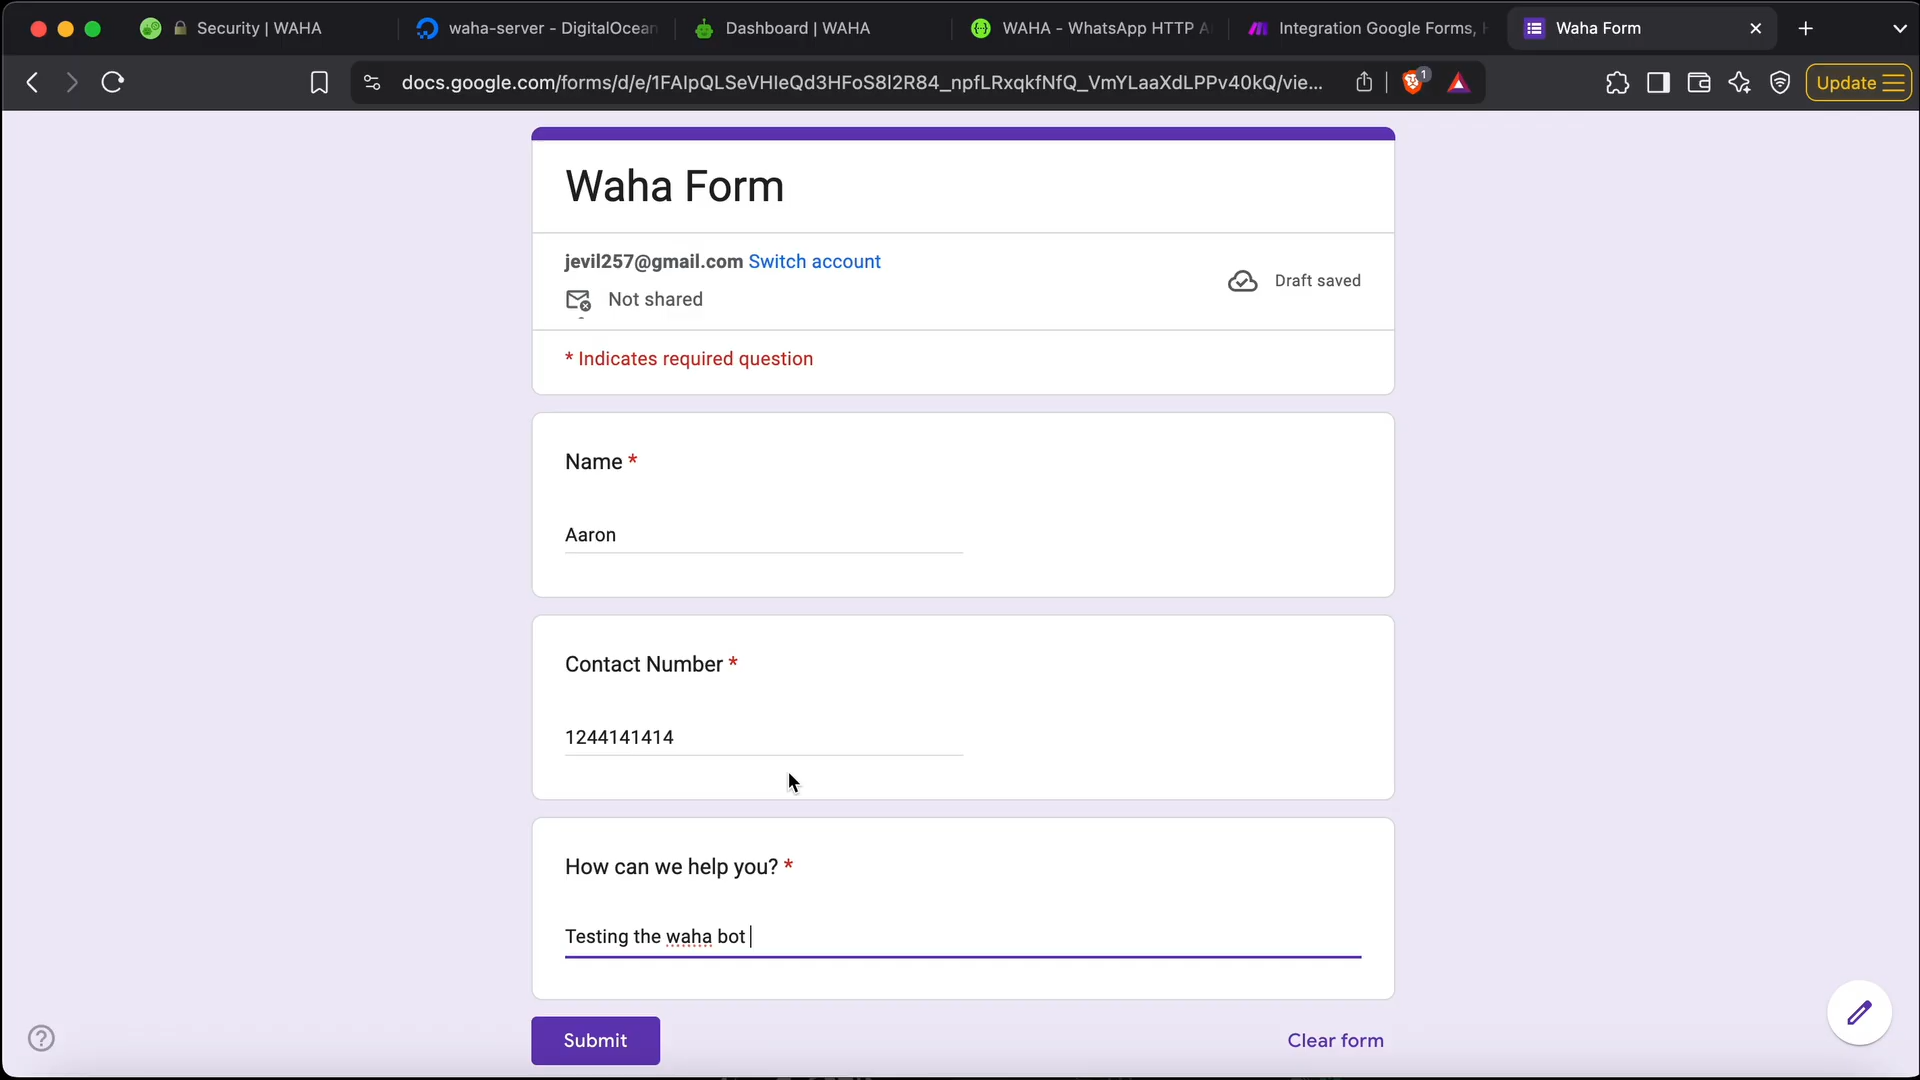 Security | WAHA
waha-server - DigitalOcean
Dashboard | WAHA
WAHA - WhatsApp HTTP A
Integration Google Forms,
Waha Form
docs.google.com/forms/d/e/1FAIpQLSeVHIeQd3HFoS8l2R84_npfLRxqkfNfQ_VmYLaaXdLPPv40kQ/vie...
1
Update
Waha Form
jevil257@gmail.com Switch account
Not shared
Draft saved
* Indicates required question
Name *
Aaron
Contact Number *
1244141414
How can we help you? *
Testing the waha bot
Submit
Clear form